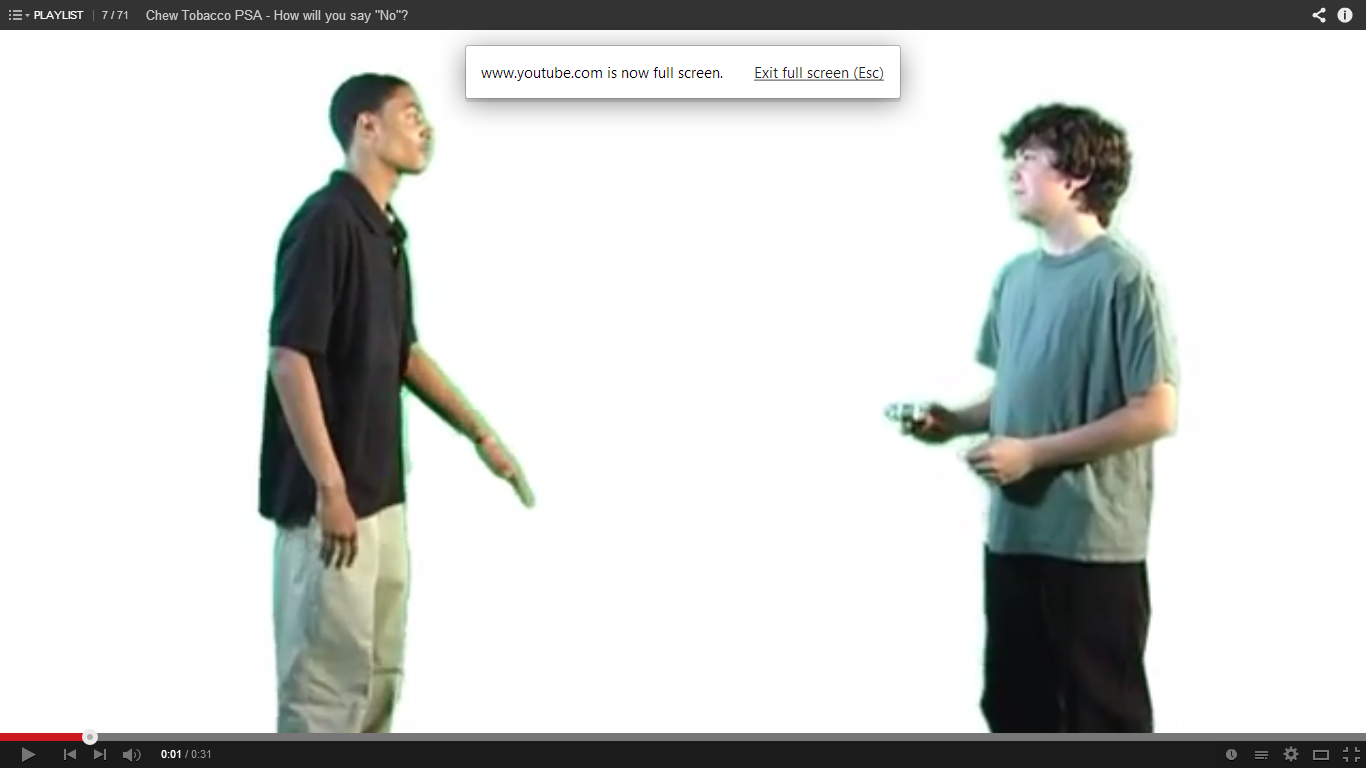 PLAYLIST | 7 / 71 Chew Tobacco PSA - How will you say "No"?
www.youtube.com is now full screen. Exit full screen (Esc)
0:01 / 0:31